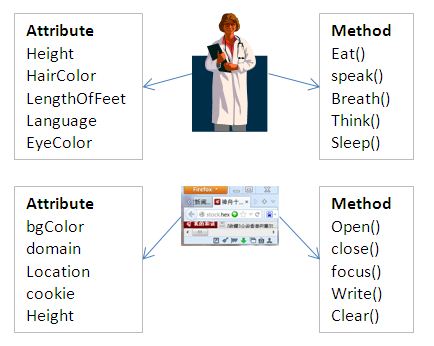 Attribute
Height
HairColor
LengthOfFeet
Language
EyeColor
Method
Eat()
speak()
Breath()
Think()
Sleep()
Attribute
bgColor
domain
Location
cookie
Height
Firefox
stock.hex
Method
Open()
close()
focus()
Write()
Clear()